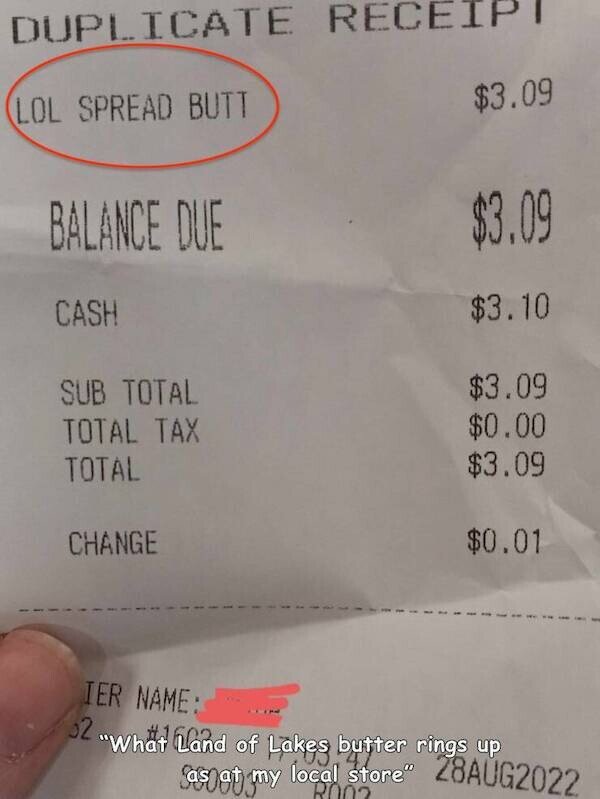 DUPLICATE RECEIPT
LOL SPREAD BUTT $3.09
BALANCE DUE $3.09
CASH $3.10
SUB TOTAL $3.09
TOTAL TAX $0.00
TOTAL $3.09
CHANGE $0.01
IER NAME:
"What Land of Lakes butter rings up
as at my local store"
28AUG2022